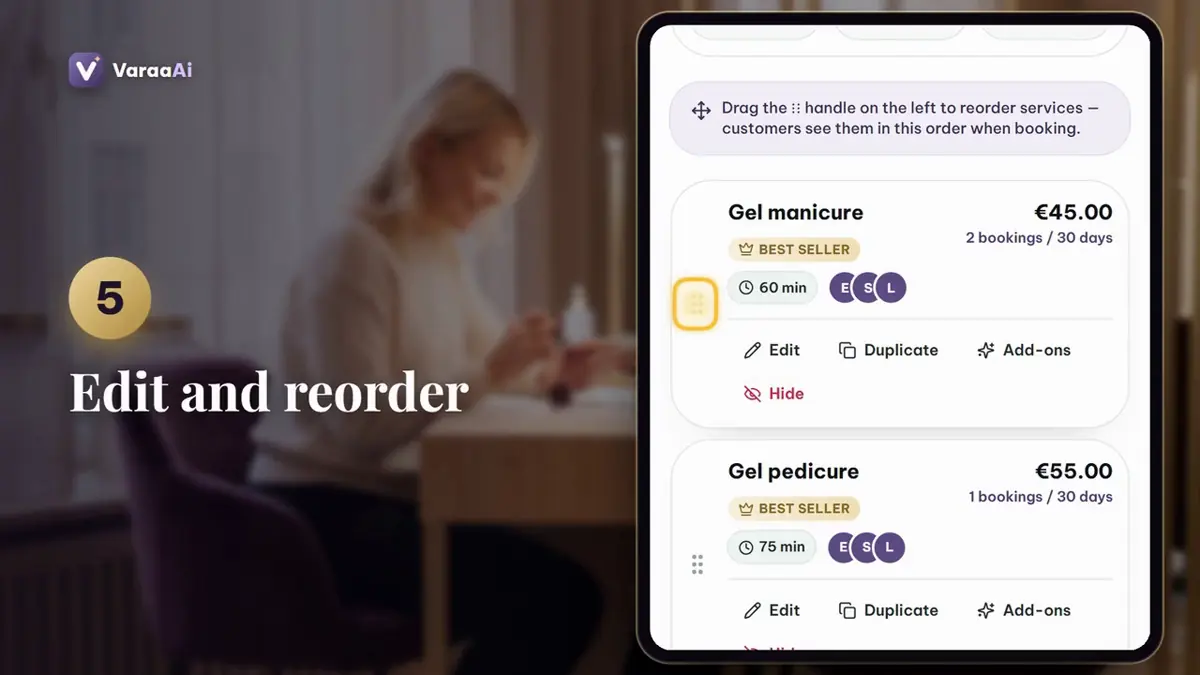 VaraaAi
5
Edit and reorder
Drag the ⠿ handle on the left to reorder services —
customers see them in this order when booking.
Gel manicure
€45.00
BEST SELLER
2 bookings / 30 days
60 min
E S L
Edit
Duplicate
Add-ons
Hide
Gel pedicure
€55.00
BEST SELLER
1 bookings / 30 days
75 min
E S L
Edit
Duplicate
Add-ons